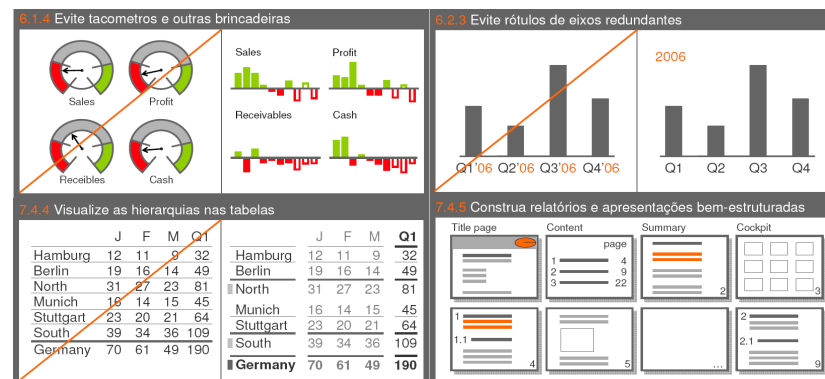 6.1.4 Evite tacometros e outras brincadeiras
Sales Profit
Receibles Cash
Sales Profit
Receivables Cash
6.2.3 Evite rótulos de eixos redundantes
Q1'06 Q2'06 Q3'06 Q4'06
2006
Q1 Q2 Q3 Q4
7.4.4 Visualize as hierarquias nas tabelas
J F M Q1
Hamburg 12 11 9 32
Berlin 19 16 14 49
North 31 27 23 81
Munich 16 14 15 45
Stuttgart 23 20 21 64
South 39 34 36 109
Germany 70 61 49 190
J F M Q1
Hamburg 12 11 9 32
Berlin 19 16 14 49
North 31 27 23 81
Munich 16 14 15 45
Stuttgart 23 20 21 64
South 39 34 36 109
Germany 70 61 49 190
7.4.5 Construa relatórios e apresentações bem-estruturadas
Title page Content Summary Cockpit
page
1 4
2 9
3 22
2
3
1
1.1
4
5
...
2
2.1
9